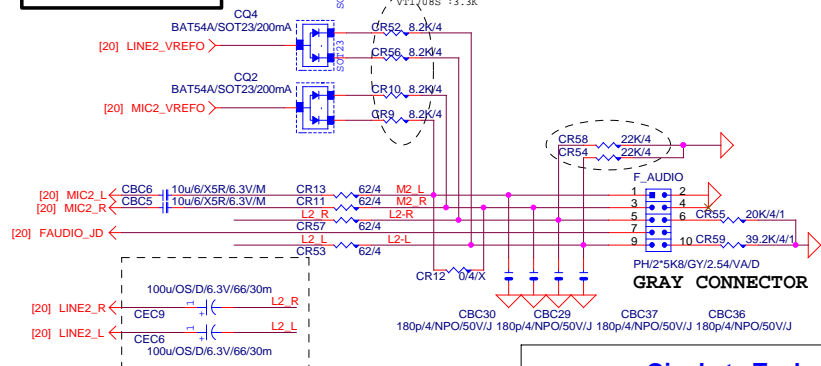 VT1708S :3.3K
CQ4
BAT54A/SOT23/200mA
CR52 8.2K/4
[20] LINE2_VREFO
SOT23
CR56 8.2K/4
CQ2
BAT54A/SOT23/200mA
CR10 8.2K/4
[20] MIC2_VREFO
CR9 8.2K/4
CR58 22K/4
CR54 22K/4
F_AUDIO
[20] MIC2_L CBC6 10u/6/X5R/6.3V/M CR13 62/4 M2_L 1 2
[20] MIC2_R CBC5 10u/6/X5R/6.3V/M CR11 62/4 M2_R 3 4
L2_R 62/4 L2-R 5 6 CR55 20K/4/1
[20] FAUDIO_JD CR57 7
L2_L 62/4 L2-L 9 10 CR59 39.2K/4/1
CR53
CR12 0/4/X
PH/2*5K8/GY/2.54/VA/D
GRAY CONNECTOR
100u/OS/D/6.3V/66/30m
[20] LINE2_R CEC9 1 + L2_R
[20] LINE2_L CEC6 1 + L2_L
100u/OS/D/6.3V/66/30m
CBC30 CBC29 CBC37 CBC36
180p/4/NPO/50V/J 180p/4/NPO/50V/J 180p/4/NPO/50V/J 180p/4/NPO/50V/J